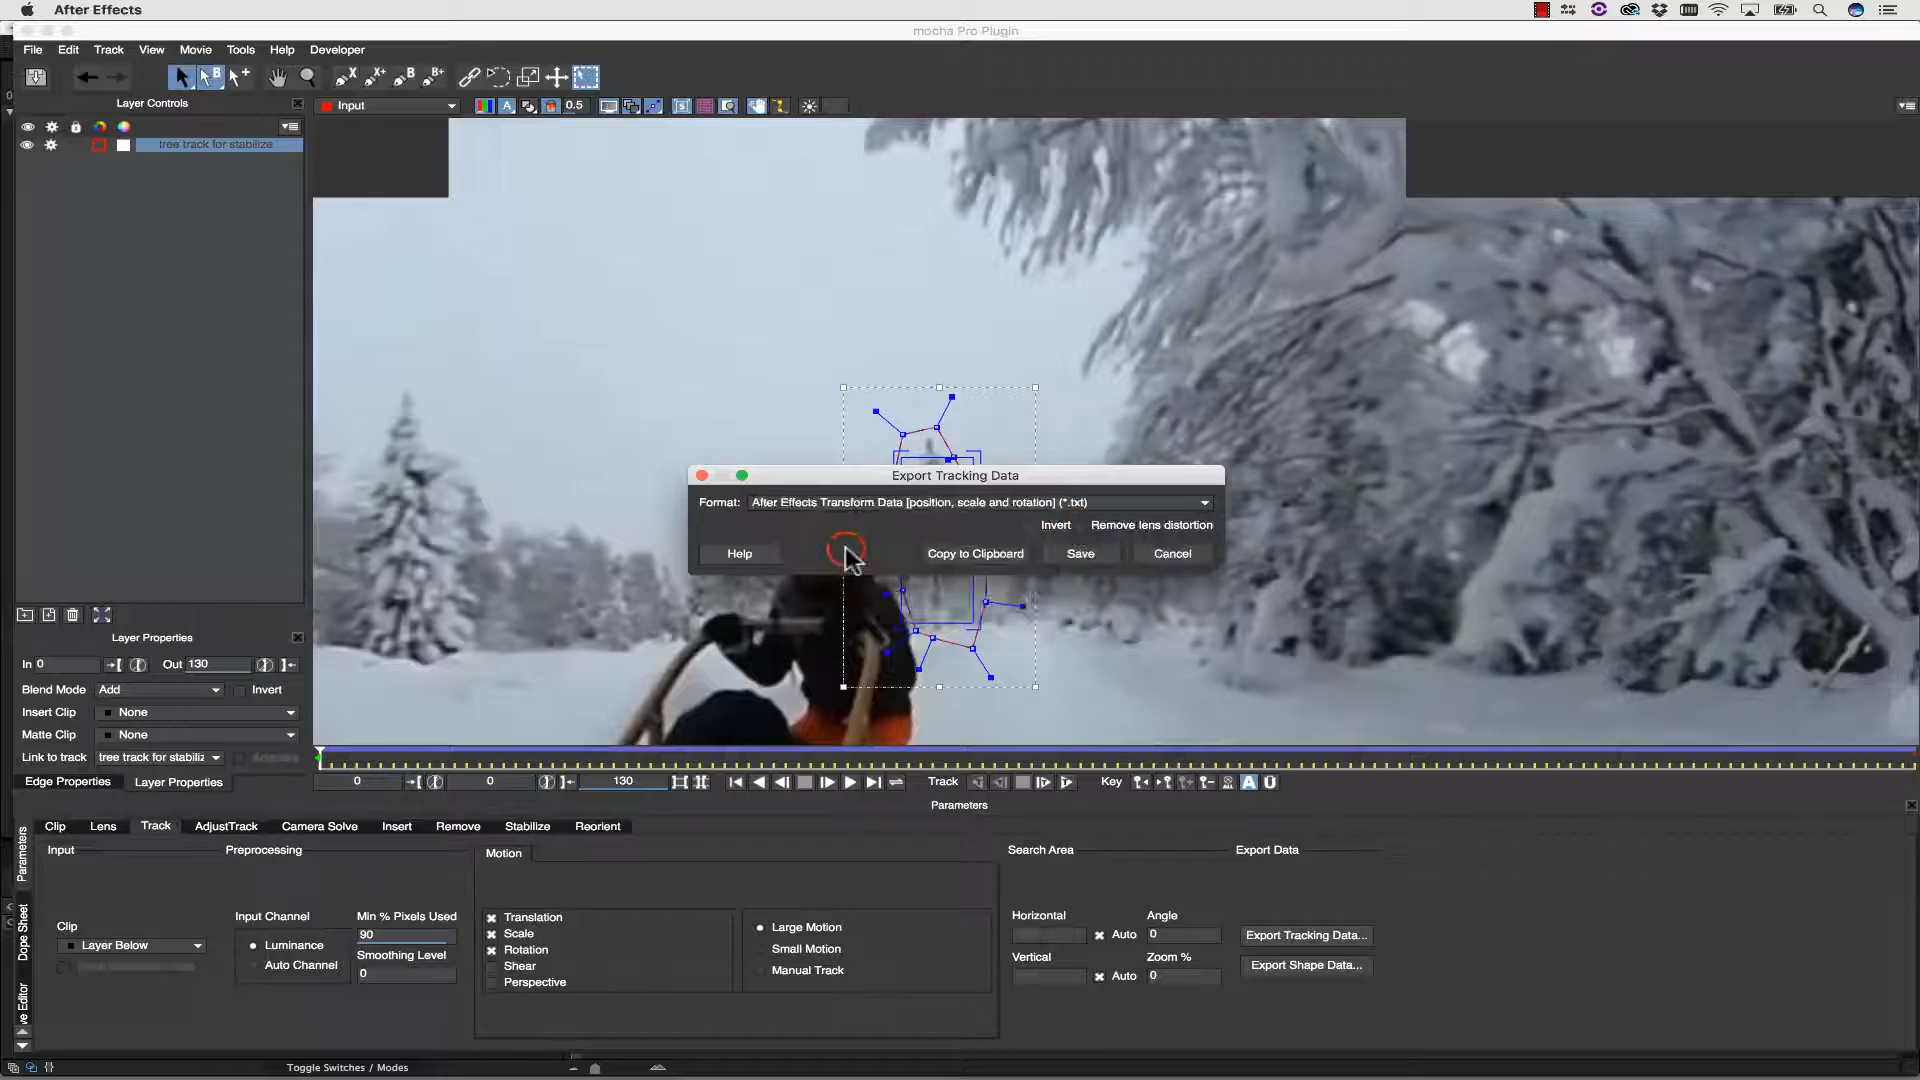 After Effects
mocha Pro Plugin
File Edit Track View Movie Tools Help Developer
Layer Controls
Input
0.5
tree track for stabilize
Export Tracking Data
Format: After Effects Transform Data [position, scale and rotation] (*.txt)
Invert Remove lens distortion
Help Copy to Clipboard Save Cancel
Layer Properties
In 0 Out 130
Blend Mode Add Invert
Insert Clip None
Matte Clip None
Link to track tree track for stabiliz
Edge Properties Layer Properties
0 0 130 Track Key
Parameters
Clip Lens Track AdjustTrack Camera Solve Insert Remove Stabilize Reorient
Parameters
Dope Sheet
ve Editor
Input Preprocessing Motion Search Area Export Data
Clip
Layer Below
Input Channel
Luminance
Auto Channel
Min % Pixels Used
90
Smoothing Level
0
Translation
Scale
Rotation
Shear
Perspective
Large Motion
Small Motion
Manual Track
Horizontal Angle
Auto 0
Vertical Zoom %
Auto 0
Export Tracking Data...
Export Shape Data...
Toggle Switches / Modes